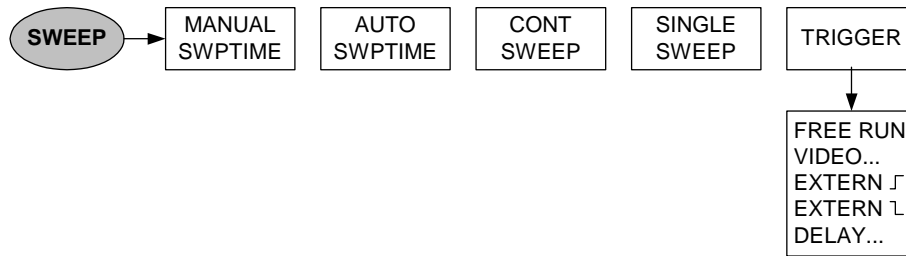 SWEEP
MANUAL
SWPTIME
AUTO
SWPTIME
CONT
SWEEP
SINGLE
SWEEP
TRIGGER
FREE RUN
VIDEO...
EXTERN
EXTERN
DELAY...